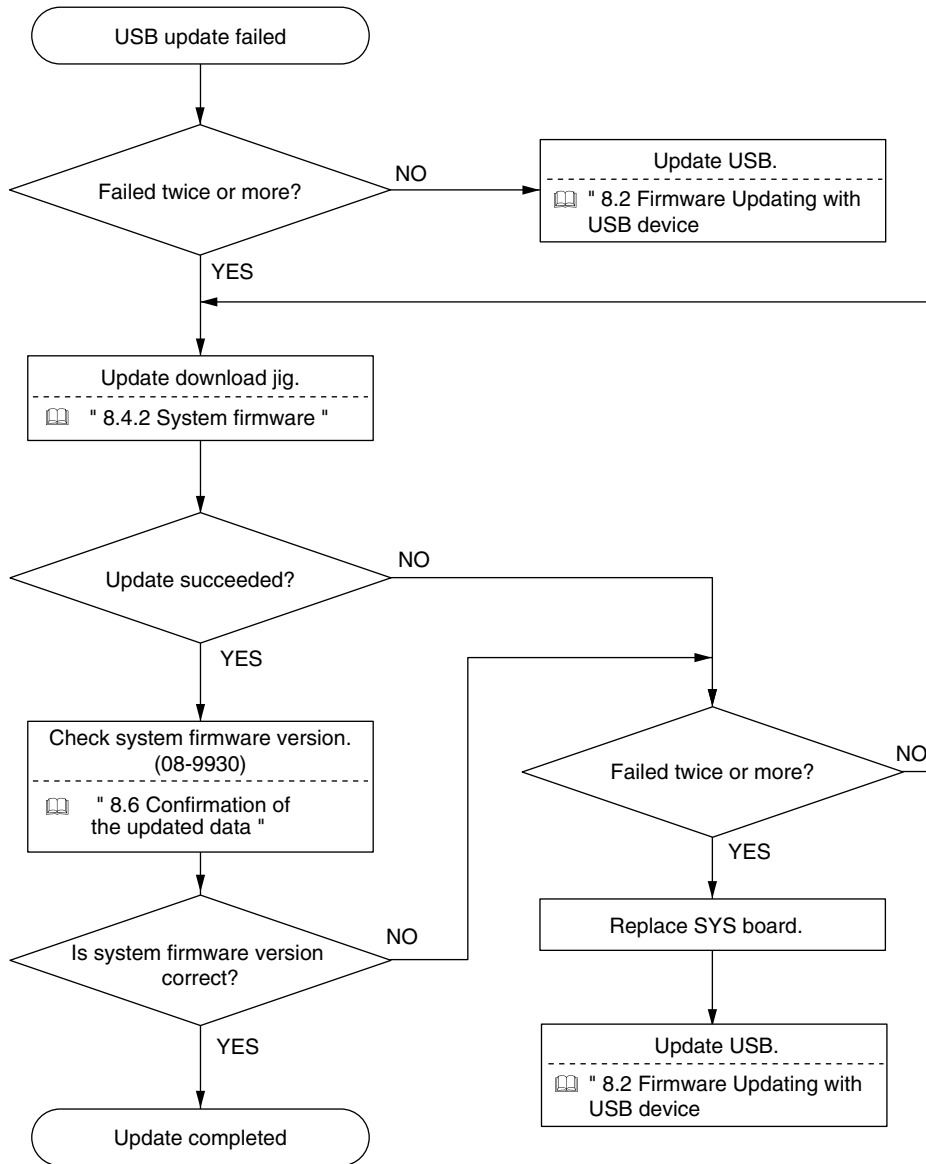 USB update failed
Failed twice or more?
NO
Update USB.
" 8.2 Firmware Updating with
USB device
YES
Update download jig.
" 8.4.2 System firmware "
Update succeeded?
NO
YES
Check system firmware version.
(08-9930)
" 8.6 Confirmation of
the updated data "
Failed twice or more?
NO
YES
Is system firmware version
correct?
NO
Replace SYS board.
YES
Update USB.
" 8.2 Firmware Updating with
USB device
Update completed